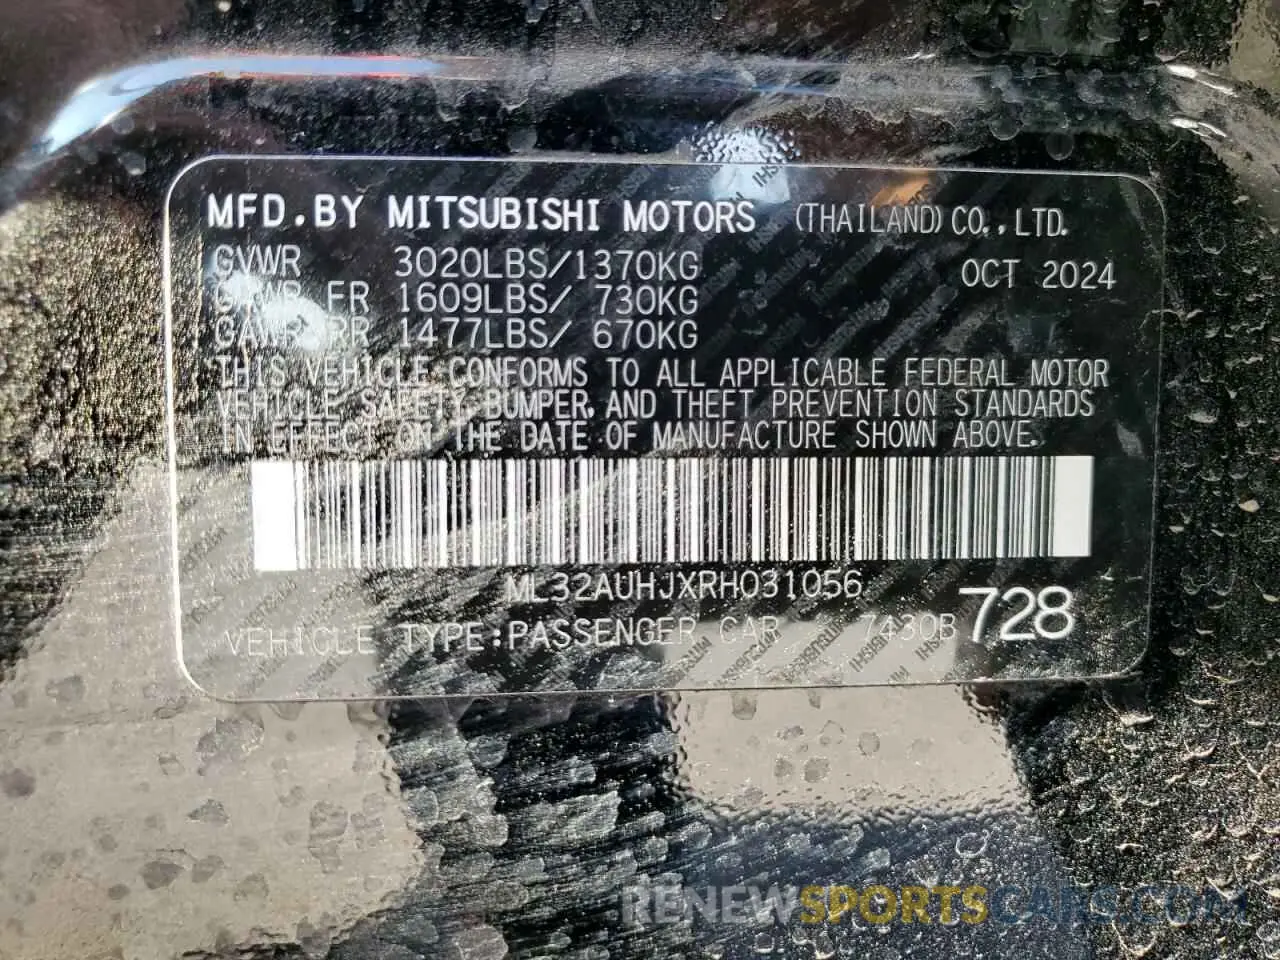 MFD.BY MITSUBISHI MOTORS (THAILAND) CO., LTD.
GVWR 3020LBS/1370KG OCT 2024
GAWR FR 1609LBS/ 730KG
GAWR RR 1477LBS/ 670KG
THIS VEHICLE CONFORMS TO ALL APPLICABLE FEDERAL MOTOR
VEHICLE SAFETY, BUMPER, AND THEFT PREVENTION STANDARDS
IN EFFECT ON THE DATE OF MANUFACTURE SHOWN ABOVE.
ML32AUHJXRH031056
VEHICLE TYPE:PASSENGER CAR 7430B 728
RENEWSPORTSCARS.COM